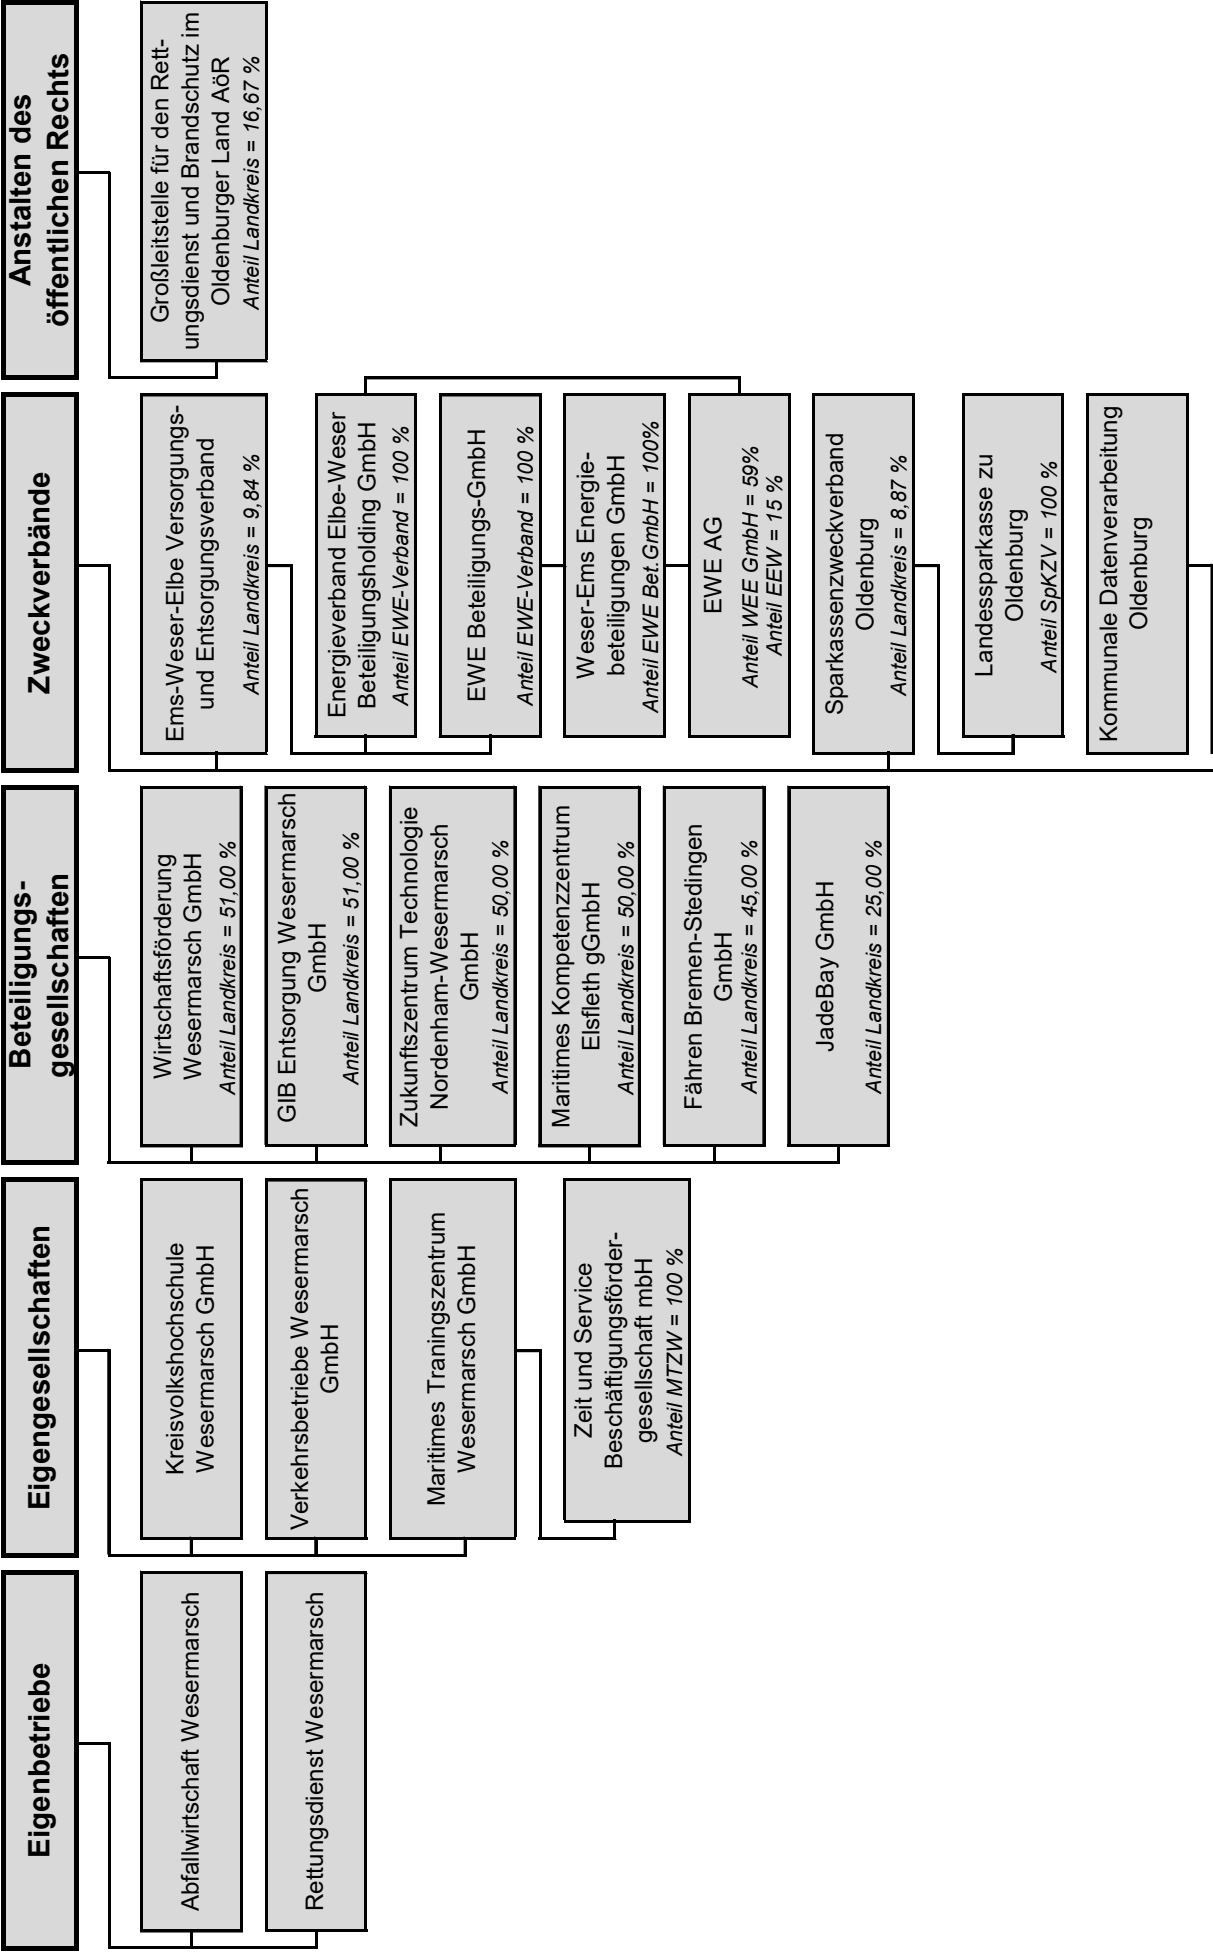 Eigenbetriebe
Abfallwirtschaft Wesermarsch
Rettungsdienst Wesermarsch
Eigengesellschaften
Kreisvolkshochschule
Wesermarsch GmbH
Verkehrsbetriebe Wesermarsch
GmbH
Maritimes Traningszentrum
Wesermarsch GmbH
Zeit und Service
Beschäftigungsförder-
gesellschaft mbH
Anteil MTZW = 100 %
Beteiligungs-
gesellschaften
Wirtschaftsförderung
Wesermarsch GmbH
Anteil Landkreis = 51,00 %
GIB Entsorgung Wesermarsch
GmbH
Anteil Landkreis = 51,00 %
Zukunftszentrum Technologie
Nordenham-Wesermarsch
GmbH
Anteil Landkreis = 50,00 %
Maritimes Kompetenzzentrum
Elsfleth gGmbH
Anteil Landkreis = 50,00 %
Fähren Bremen-Stedingen
GmbH
Anteil Landkreis = 45,00 %
JadeBay GmbH
Anteil Landkreis = 25,00 %
Zweckverbände
Ems-Weser-Elbe Versorgungs-
und Entsorgungsverband
Anteil Landkreis = 9,84 %
Energieverband Elbe-Weser
Beteiligungsholding GmbH
Anteil EWE-Verband = 100 %
EWE Beteiligungs-GmbH
Anteil EWE-Verband = 100 %
Weser-Ems Energie-
beteiligungen GmbH
Anteil EWE Bet.GmbH = 100%
EWE AG
Anteil WEE GmbH = 59%
Anteil EEW = 15 %
Sparkassenzweckverband
Oldenburg
Anteil Landkreis = 8,87 %
Landessparkasse zu
Oldenburg
Anteil SpKZV = 100 %
Kommunale Datenverarbeitung
Oldenburg
Anstalten des
öffentlichen Rechts
Großleitstelle für den Rett-
ungsdienst und Brandschutz im
Oldenburger Land AöR
Anteil Landkreis = 16,67 %